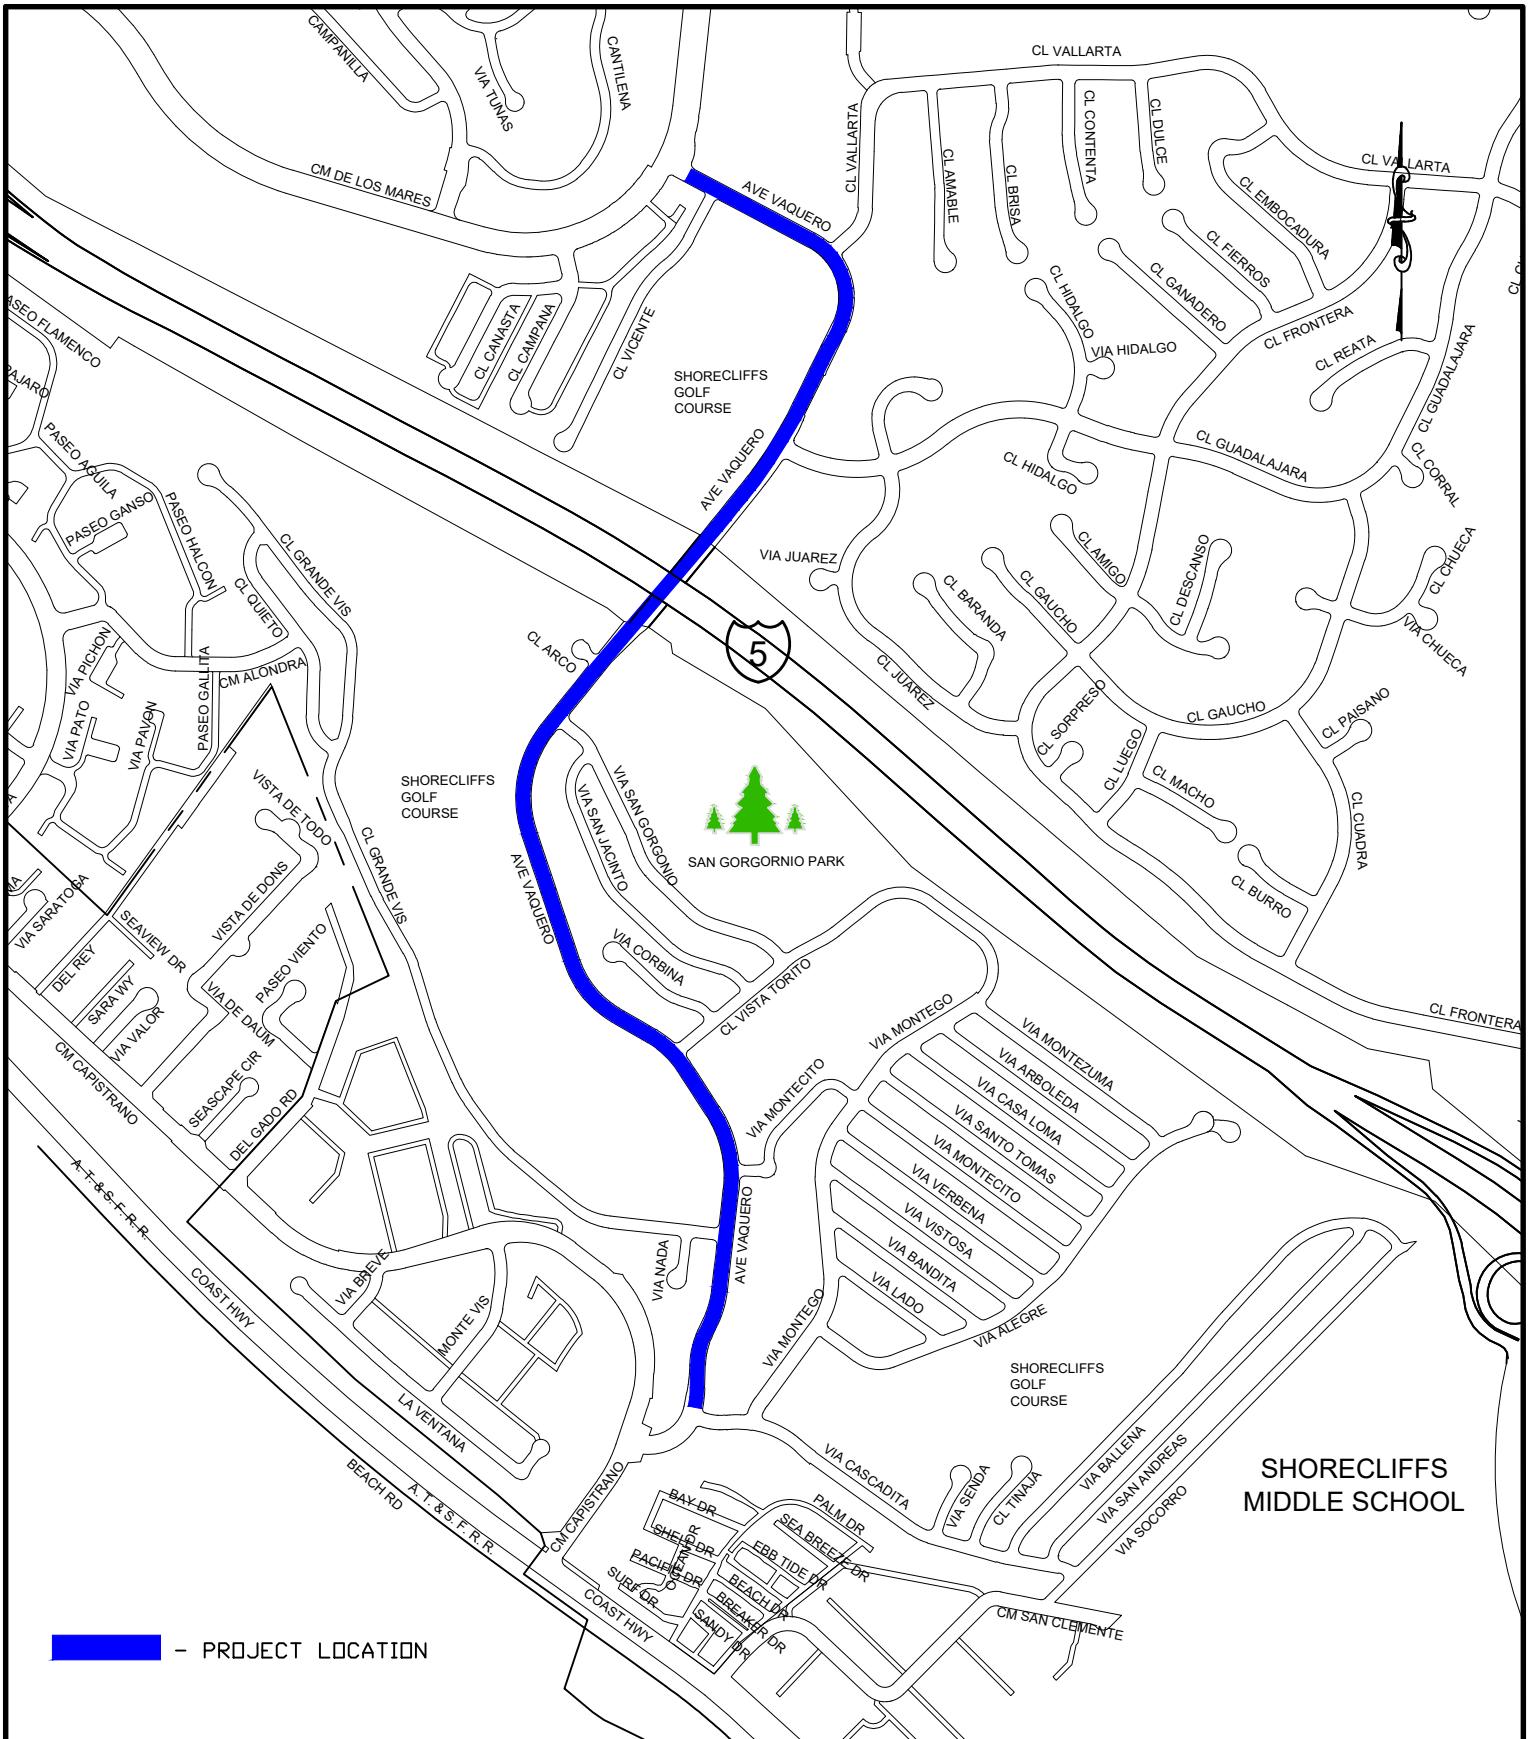 CAMPANILLA
VIA TUNAS
CANTILENA
CM DE LOS MARES
AVE VAQUERO
CL VALLARTA
CL VALLARTA
CL AMABLE
CL BRISA
CL CONTENTA
CL DULCE
CL VALLARTA
CL EMBOCADURA
CL FIERROS
CL GANADERO
CL HIDALGO
VIA HIDALGO
CL FRONTERA
CL REATA
CL GUADALAJARA
CL CANASTA
CL CAMPANA
CL VICENTE
SHORECLIFFS
GOLF
COURSE
ASEO FLAMENCO
PAJARO
PASEO AGUILA
PASEO GANSO
PASEO HALCON
CL GRANDE VIS
CL QUIETO
AVE VAQUERO
CL GUADALAJARA
CL HIDALGO
CL CORRAL
VIA JUAREZ
CL AMIGO
CL DESCANSO
CL CHUECA
CL GAUCHO
CL BARANDA
VIA CHUECA
5
CL ARCO
CL JUAREZ
VIA PICHON
PASEO GALLITA
CM ALONDRA
CL SORPRESO
CL GAUCHO
CL PAISANO
VIA PATO
VIA PAVON
CL LUEGO
CL MACHO
CL CUADRA
VISTA DE TODO
SHORECLIFFS
GOLF
COURSE
VIA SAN GORGONIO
VIA SAN JACINTO
SAN GORGORNIO PARK
CL GRANDE VIS
AVE VAQUERO
CL BURRO
VIA SARATOGA
SEAVIEW DR
VISTA DE DONS
PASEO VIENTO
DEL REY
SARA WY
VIA VALOR
VIA DE DAUM
VIA CORBINA
CL VISTA TORITO
VIA MONTEGO
CL FRONTERA
CM CAPISTRANO
SEASCAPE CIR
DEL GADO RD
VIA MONTECITO
VIA MONTEZUMA
VIA ARBOLEDA
VIA CASA LOMA
VIA SANTO TOMAS
VIA MONTECITO
VIA VERBENA
VIA VISTOSA
VIA BANDITA
VIA LADO
VIA ALEGRE
A. T. & S. F. R. R.
COAST HWY
VIA BREVE
MONTE VIS
VIA NADA
AVE VAQUERO
VIA MONTEGO
SHORECLIFFS
GOLF
COURSE
LA VENTANA
BEACH RD
A. T. & S. F. R. R.
CM CAPISTRANO
VIA CASCADITA
VIA SENDA
CL TINAJA
VIA BALLENA
VIA SAN ANDREAS
VIA SOCORRO
SHORECLIFFS
MIDDLE SCHOOL
BAY DR
SHELL DR
PACIFIC DR
SURF DR
OCEAN DR
PALM DR
SEA BREEZE DR
EBB TIDE DR
BEACH DR
BREAKER DR
SANDY DR
COAST HWY
CM SAN CLEMENTE
- PROJECT LOCATION